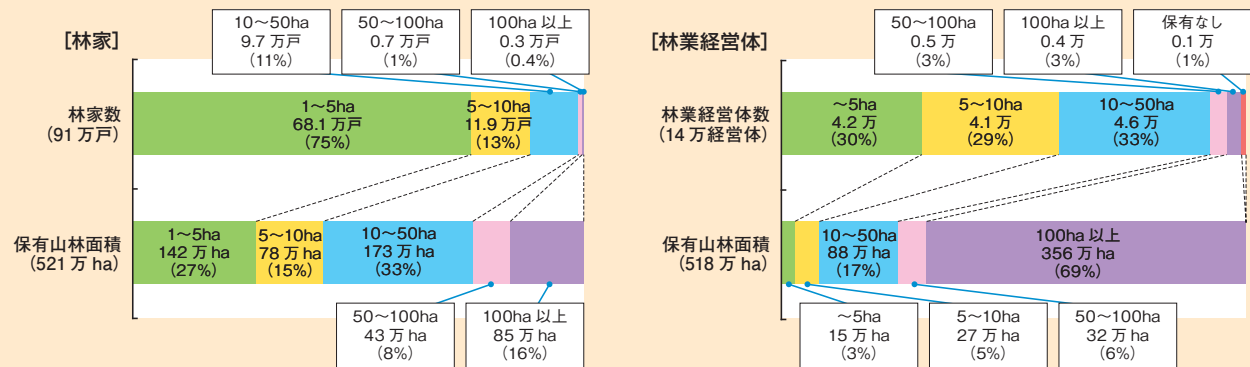 [林家]
10〜50ha
9.7 万戸
(11%)
50〜100ha
0.7 万戸
(1%)
100ha 以上
0.3 万戸
(0.4%)
林家数
(91 万戸)
1〜5ha
68.1 万戸
(75%)
5〜10ha
11.9 万戸
(13%)
保有山林面積
(521 万 ha)
1〜5ha
142 万 ha
(27%)
5〜10ha
78 万 ha
(15%)
10〜50ha
173 万 ha
(33%)
50〜100ha
43 万 ha
(8%)
100ha 以上
85 万 ha
(16%)
[林業経営体]
50〜100ha
0.5 万
(3%)
100ha 以上
0.4 万
(3%)
保有なし
0.1 万
(1%)
林業経営体数
(14 万経営体)
〜5ha
4.2 万
(30%)
5〜10ha
4.1 万
(29%)
10〜50ha
4.6 万
(33%)
保有山林面積
(518 万 ha)
10〜50ha
88 万 ha
(17%)
100ha 以上
356 万 ha
(69%)
〜5ha
15 万 ha
(3%)
5〜10ha
27 万 ha
(5%)
50〜100ha
32 万 ha
(6%)